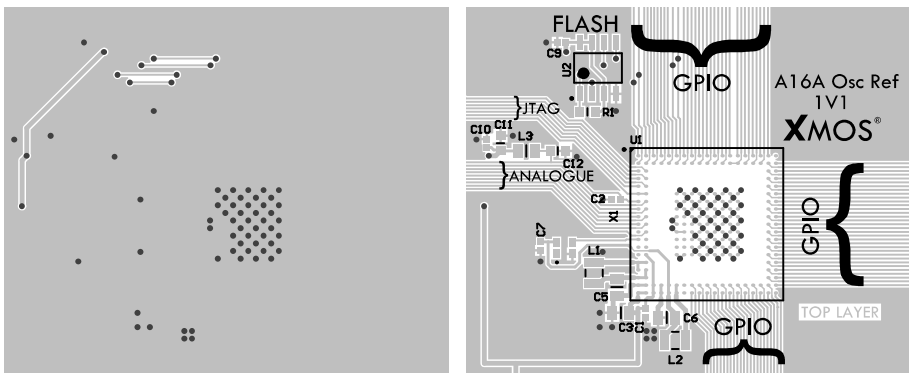 FLASH
C9
U2
GPIO
A16A Osc Ref
1V1
XMOS®
R1
JTAG
C10
C11
L3
C12
U1
ANALOGUE
C2
X1
GPIO
C7
L1
C5
C3
C6
L2
GPIO
TOP LAYER